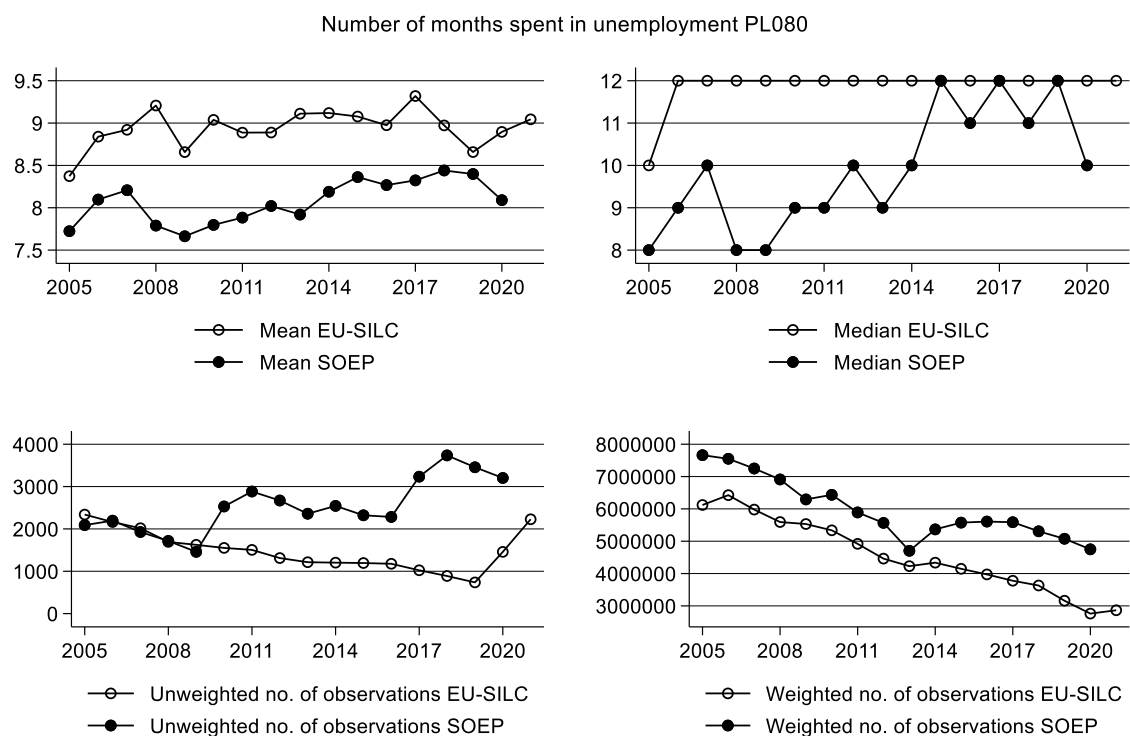 Number of months spent in unemployment PL080
9.5
9
8.5
8
7.5
2005 2008 2011 2014 2017 2020
Mean EU-SILC
Mean SOEP
12
11
10
9
8
2005 2008 2011 2014 2017 2020
Median EU-SILC
Median SOEP
4000
3000
2000
1000
0
2005 2008 2011 2014 2017 2020
Unweighted no. of observations EU-SILC
Unweighted no. of observations SOEP
8000000
7000000
6000000
5000000
4000000
3000000
2005 2008 2011 2014 2017 2020
Weighted no. of observations EU-SILC
Weighted no. of observations SOEP